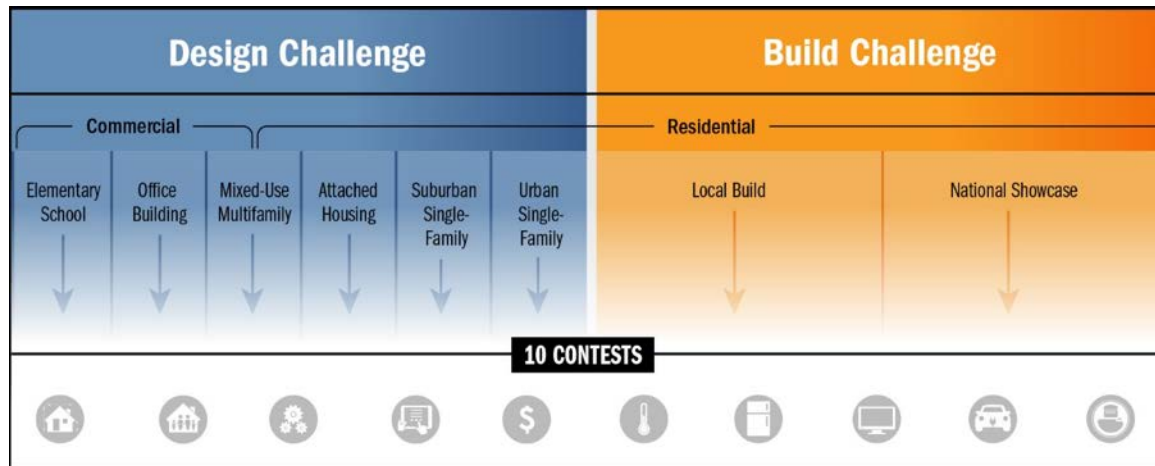 Design Challenge
Build Challenge
Commercial
Residential
Elementary
School
Office
Building
Mixed-Use
Multifamily
Attached
Housing
Suburban
Single-
Family
Urban
Single-
Family
Local Build
National Showcase
10 CONTESTS
$